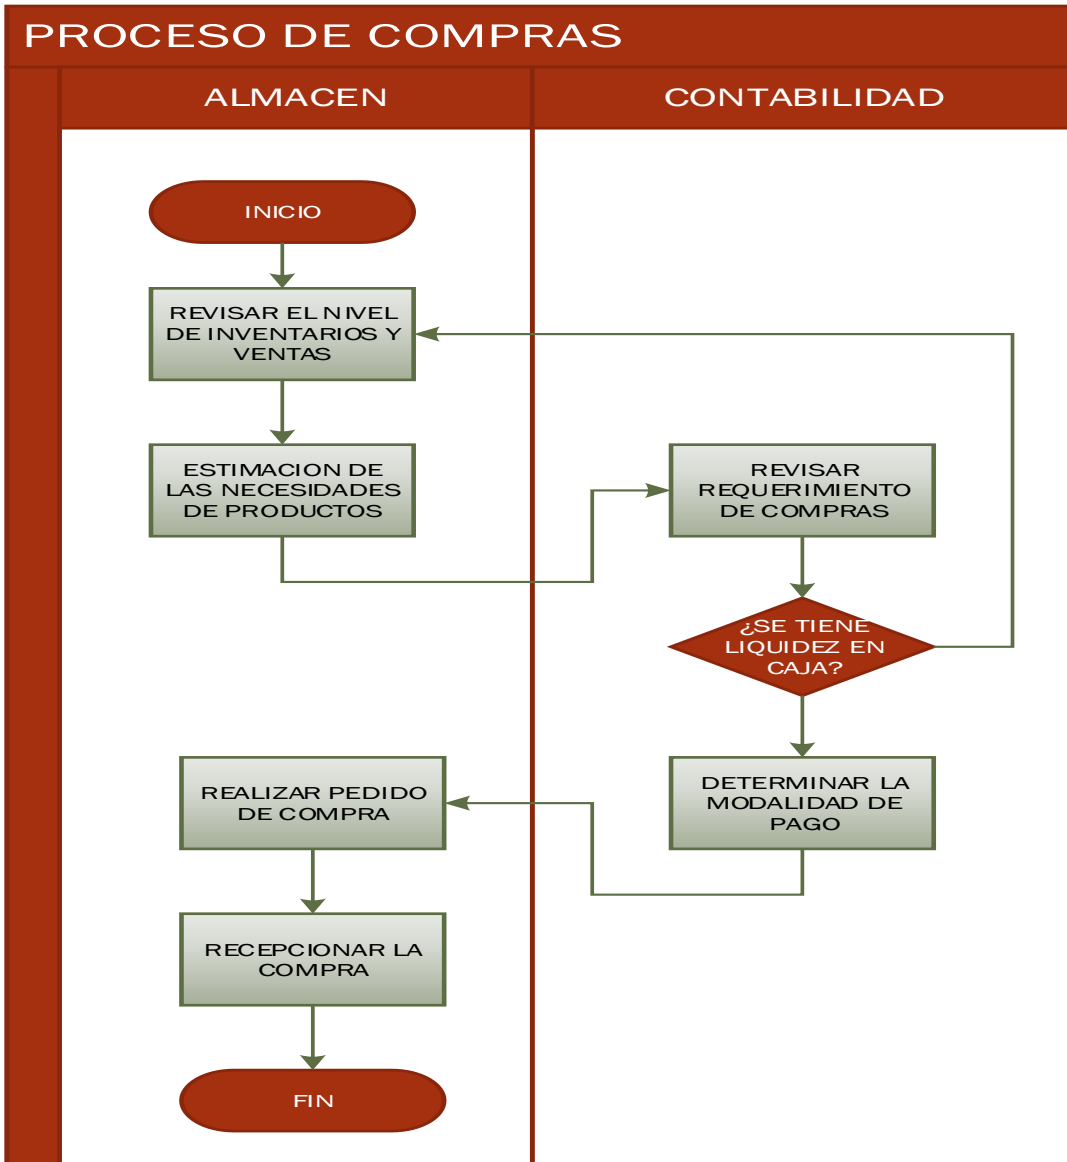 PROCESO DE COMPRAS
ALMACEN
CONTABILIDAD
INICIO
REVISAR EL NIVEL
DE INVENTARIOS Y
VENTAS
ESTIMACION DE
LAS NECESIDADES
DE PRODUCTOS
REVISAR
REQUERIMIENTO
DE COMPRAS
¿SE TIENE
LIQUIDEZ EN
CAJA?
DETERMINAR LA
MODALIDAD DE
PAGO
REALIZAR PEDIDO
DE COMPRA
RECEPCIONAR LA
COMPRA
FIN